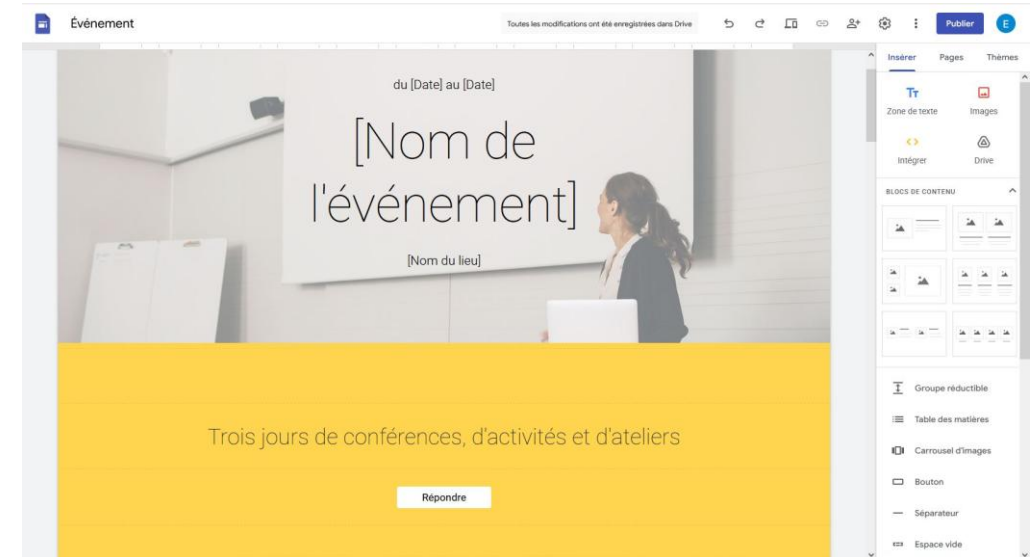 Événement
Toutes les modifications ont été enregistrées dans Drive
Publier
E
Insérer
Pages
Thèmes
du [Date] au [Date]
[Nom de
l'événement]
[Nom du lieu]
Trois jours de conférences, d'activités et d'ateliers
Répondre
Tт
Zone de texte
Images
Intégrer
Drive
BLOCS DE CONTENU
Groupe réductible
Table des matières
Carrousel d'images
Bouton
Séparateur
Espace vide